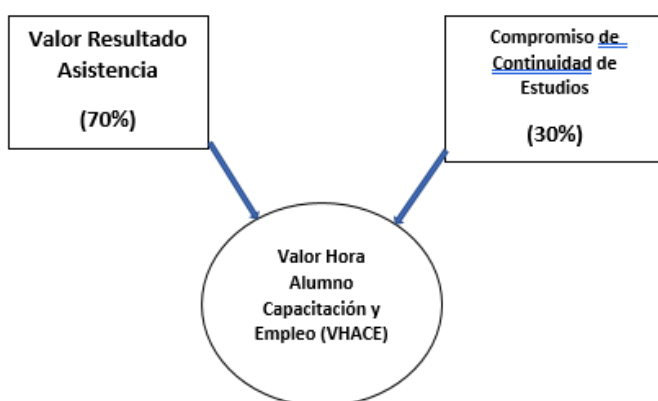 Valor Resultado
Asistencia
(70%)
Compromiso de
Continuidad de
Estudios
(30%)
Valor Hora
Alumno
Capacitación y
Empleo (VHACE)